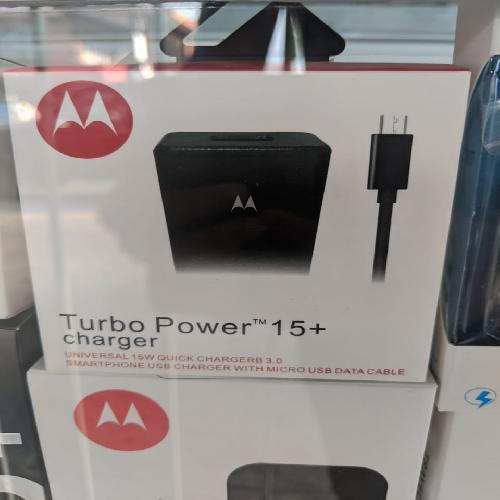 Turbo Power™ 15+
charger
UNIVERSAL 15W QUICK CHARGERB 3.0
SMARTPHONE USB CHARGER WITH MICRO USB DATA CABLE